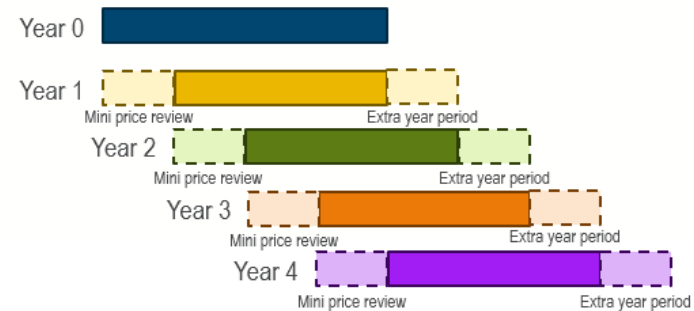 Year 0
Year 1
Mini price review Extra year period
Year 2
Mini price review Extra year period
Year 3
Mini price review Extra year period
Year 4
Mini price review Extra year period